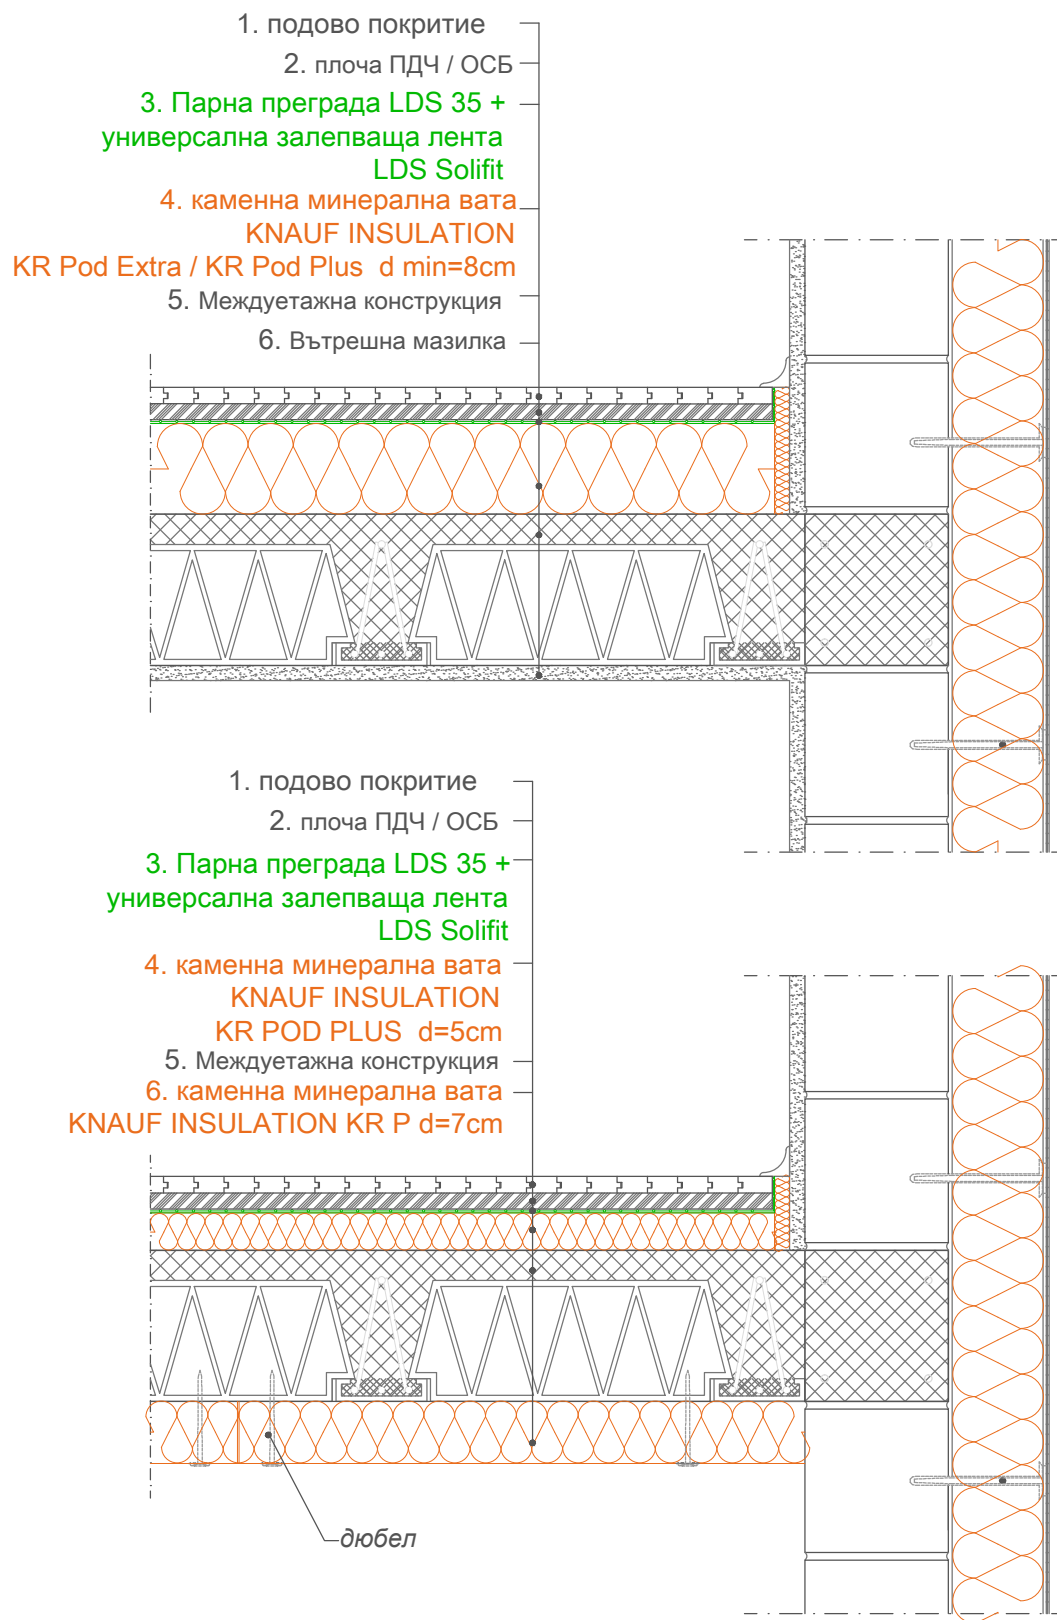 1. подово покритие
2. плоча ПДЧ / ОСБ
3. Парна преграда LDS 35 +
универсална залепваща лента
LDS Solifit
4. каменна минерална вата
KNAUF INSULATION
KR Pod Extra / KR Pod Plus d min=8cm
5. Междуетажна конструкция
6. Вътрешна мазилка
1. подово покритие
2. плоча ПДЧ / ОСБ
3. Парна преграда LDS 35 +
универсална залепваща лента
LDS Solifit
4. каменна минерална вата
KNAUF INSULATION
KR POD PLUS d=5cm
5. Междуетажна конструкция
6. каменна минерална вата
KNAUF INSULATION KR P d=7cm
дюбел